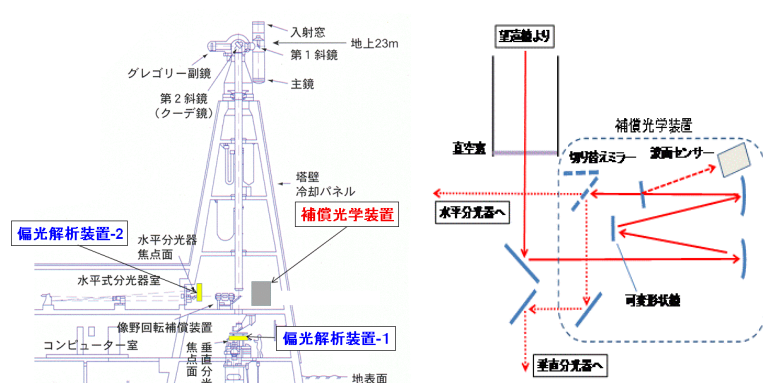 入射窓
地上23m
第1斜鏡
グレゴリー副鏡
主鏡
第2斜鏡
(クーデ鏡)
塔壁
冷却パネル
補償光学装置
偏光解析装置-2
水平分光器
焦点面
水平式分光器室
像野回転補償装置
偏光解析装置-1
コンピューター室
垂直分光
焦点面
地表面
望遠鏡より
補償光学装置
真空窓
切り替えミラー
波面センサー
水平分光器へ
可変形状鏡
垂直分光器へ